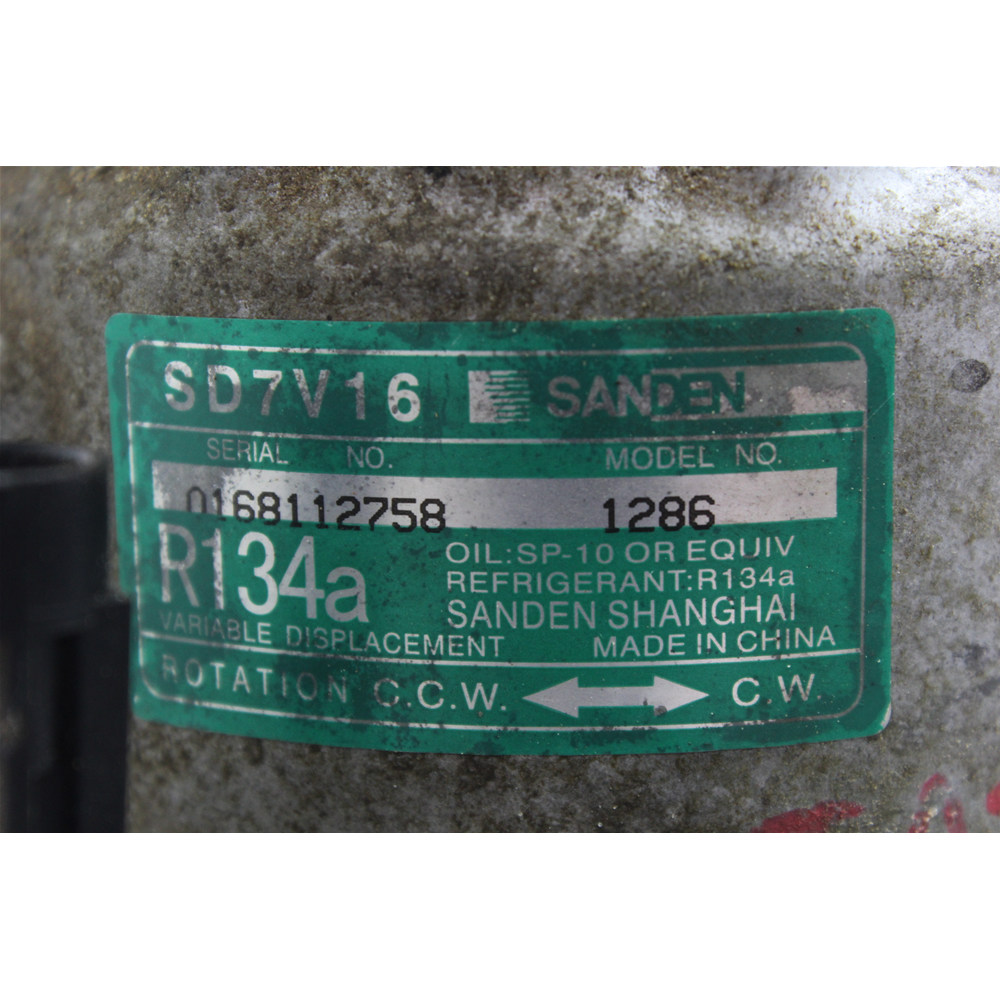 SD7V16 SANDEN
SERIAL NO. MODEL NO.
0168112758 1286
R134a
OIL:SP-10 OR EQUIV
REFRIGERANT:R134a
SANDEN SHANGHAI
VARIABLE DISPLACEMENT MADE IN CHINA
ROTATION C.C.W. C.W.